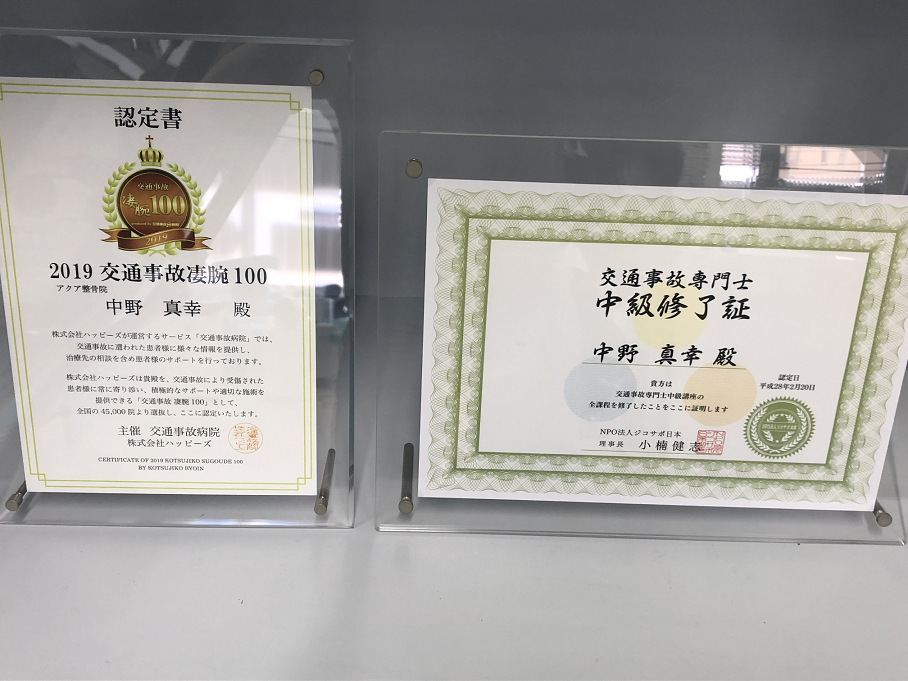 認定書
交通事故
凄腕100
2019
2019 交通事故凄腕100
アクア整骨院
中野 真幸 殿
株式会社ハッピーズが運営するサービス「交通事故病院」では、
交通事故に遭われた患者様に様々な情報を提供し、
治療先の相談を含め患者様のサポートを行っております。
株式会社ハッピーズは貴殿を、交通事故により受傷された
患者様に常に寄り添い、積極的なサポートや適切な施術を
提供できる「交通事故 凄腕100」として、
全国の45,000院より選抜し、ここに認定いたします。
主催 交通事故病院
株式会社ハッピーズ
CERTIFICATE OF 2019 KOTSUJIKO SUGOUDE 100
BY KOTSUJIKO BYOIN
交通事故専門士
中級修了証
中野 真幸 殿
貴方は
交通事故専門士中級講座の
全課程を修了したことをここに証明します
認定日
平成28年2月20日
NPO法人ジコサポ日本
理事長 小楠健志